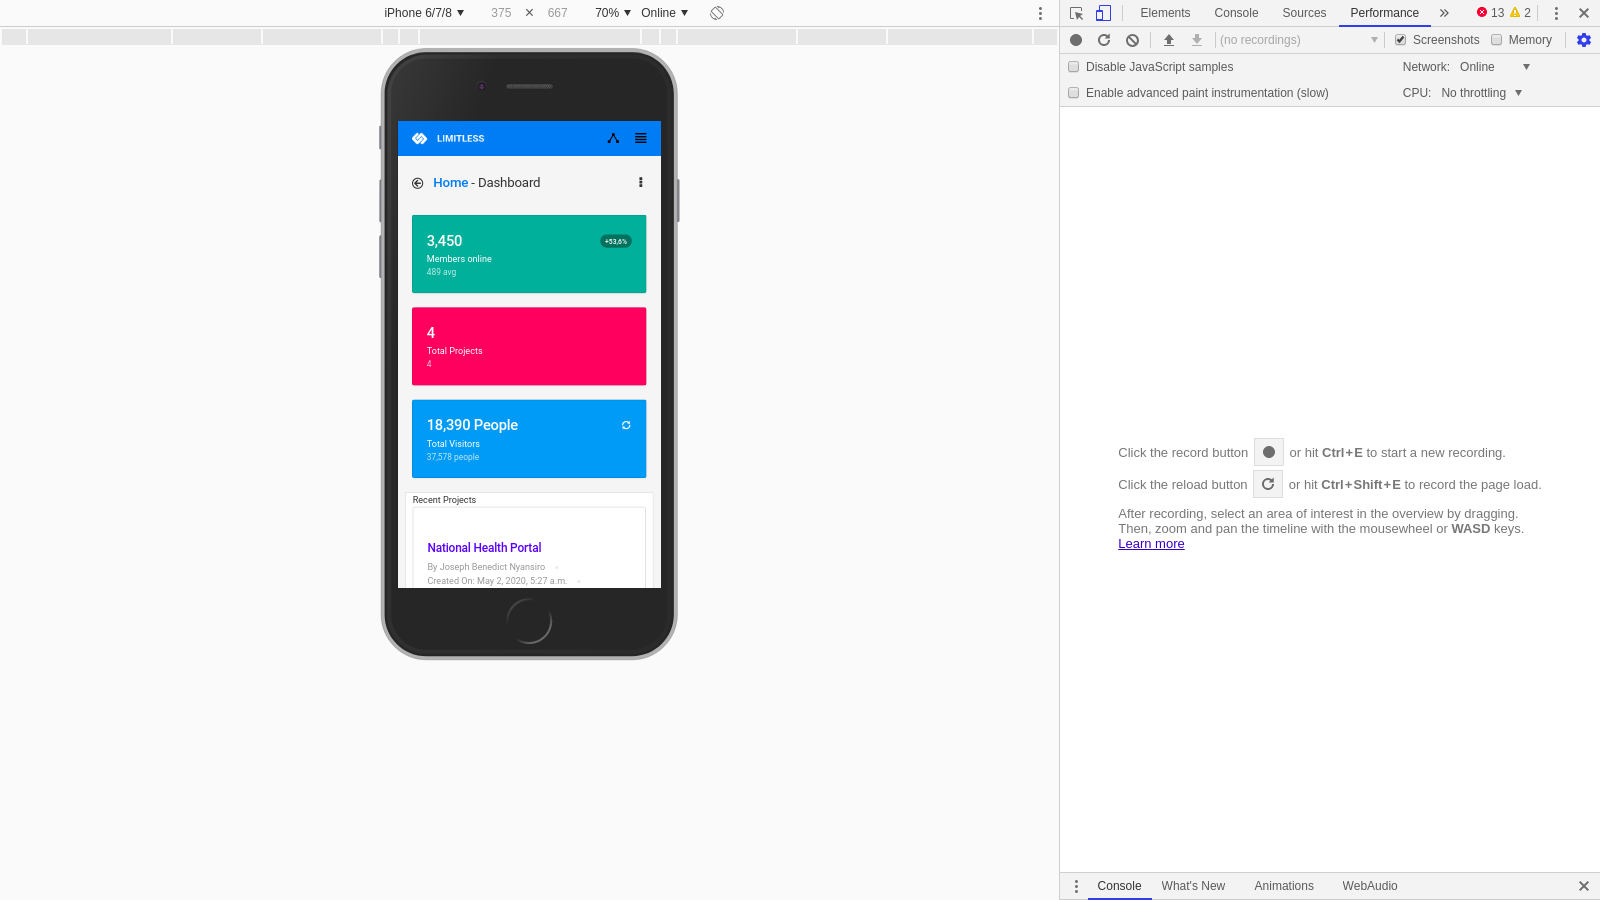 iPhone 6/7/8 375 × 667 70% Online
Elements Console Sources Performance » 13 2
(no recordings) Screenshots Memory
Disable JavaScript samples Network: Online
Enable advanced paint instrumentation (slow) CPU: No throttling
LIMITLESS
Home - Dashboard
3,450 +53,6%
Members online
489 avg
4
Total Projects
4
18,390 People
Total Visitors
37,578 people
Recent Projects
National Health Portal
By Joseph Benedict Nyansiro
Created On: May 2, 2020, 5:27 a.m.
Click the record button or hit Ctrl+E to start a new recording.
Click the reload button or hit Ctrl+Shift+E to record the page load.
After recording, select an area of interest in the overview by dragging.
Then, zoom and pan the timeline with the mousewheel or WASD keys.
Learn more
Console What's New Animations WebAudio